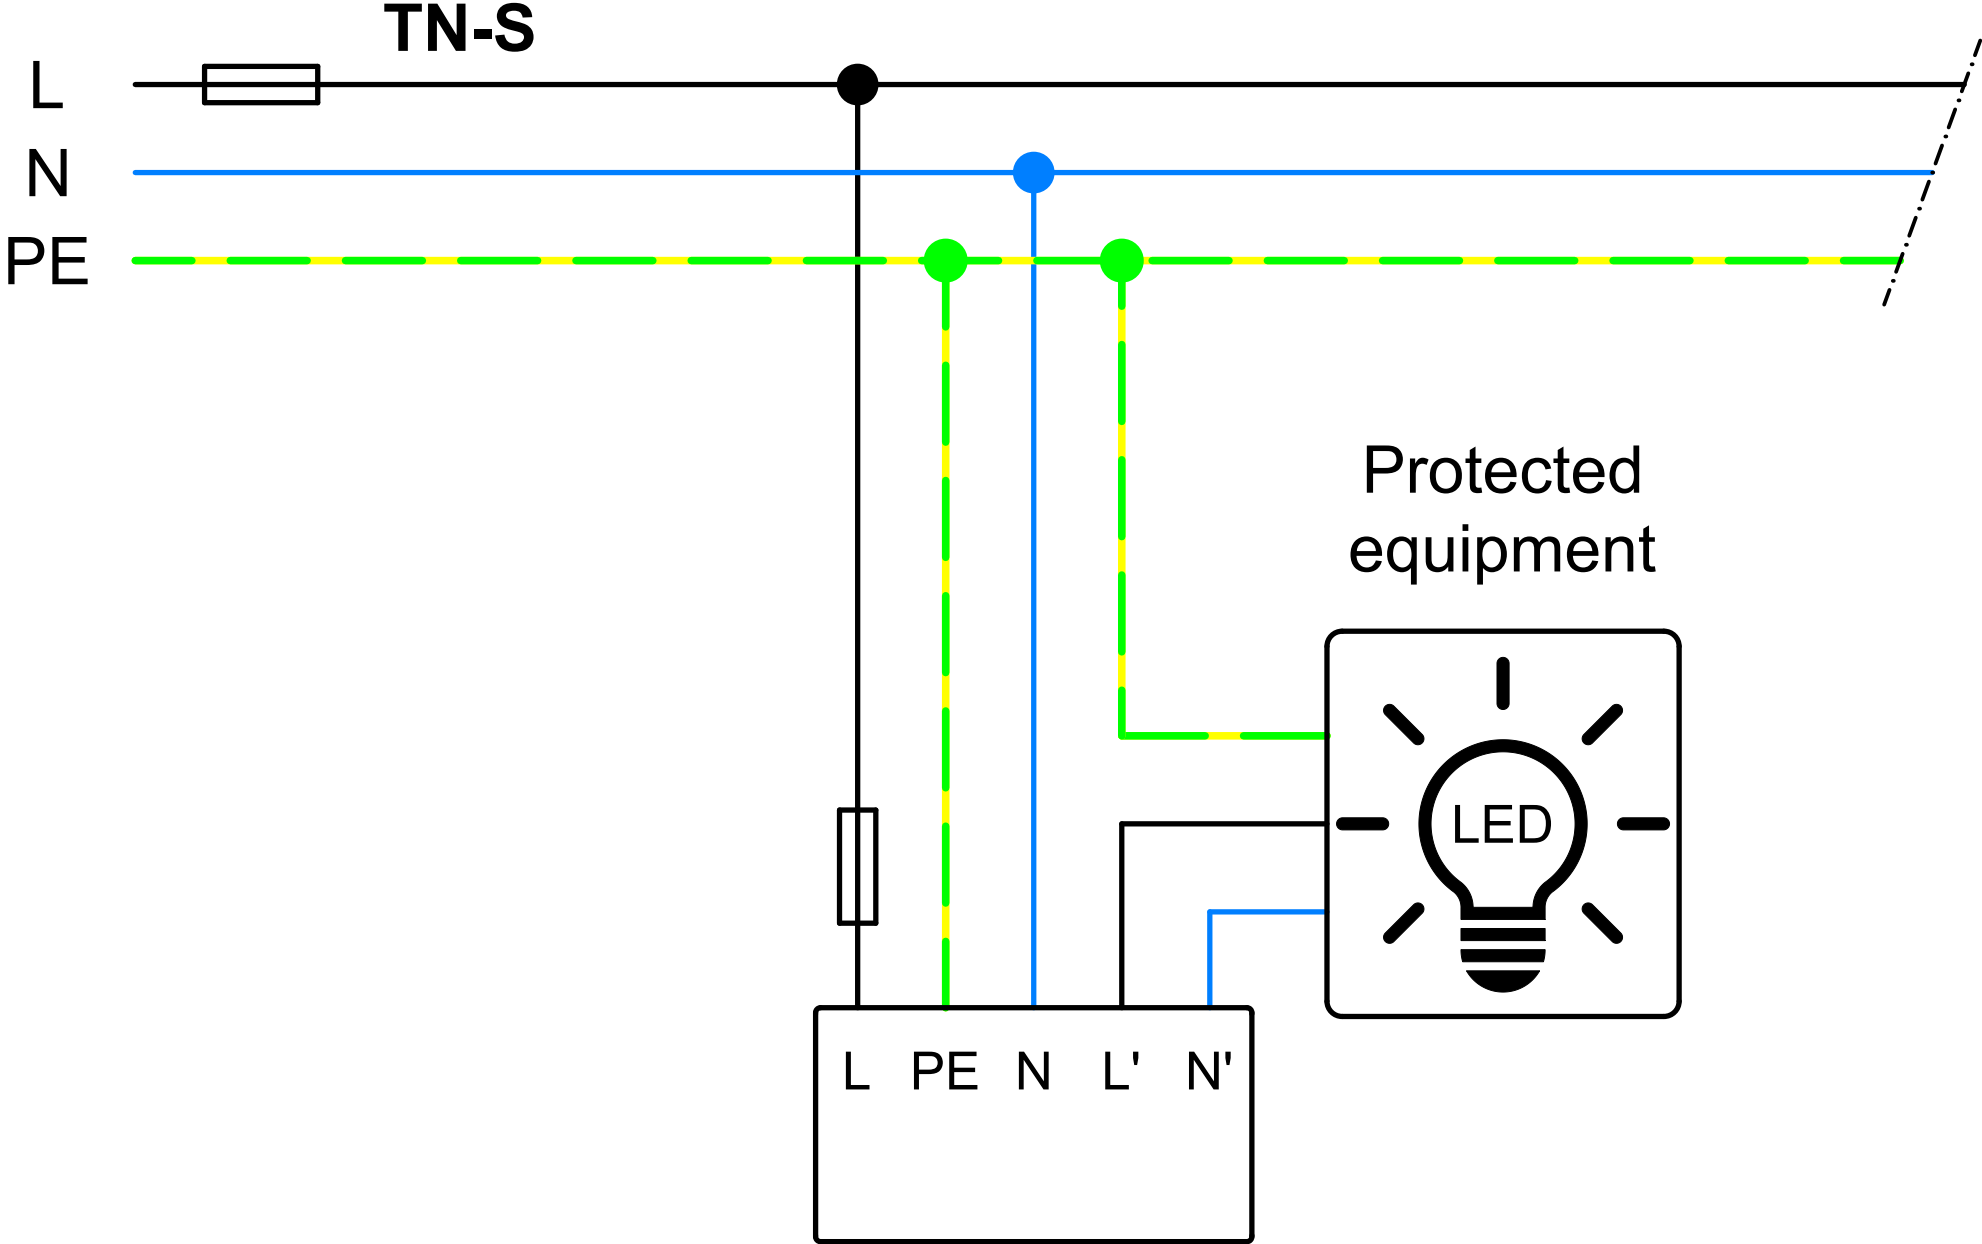 TN-S
L
N
PE
Protected
equipment
LED
L PE N L' N'